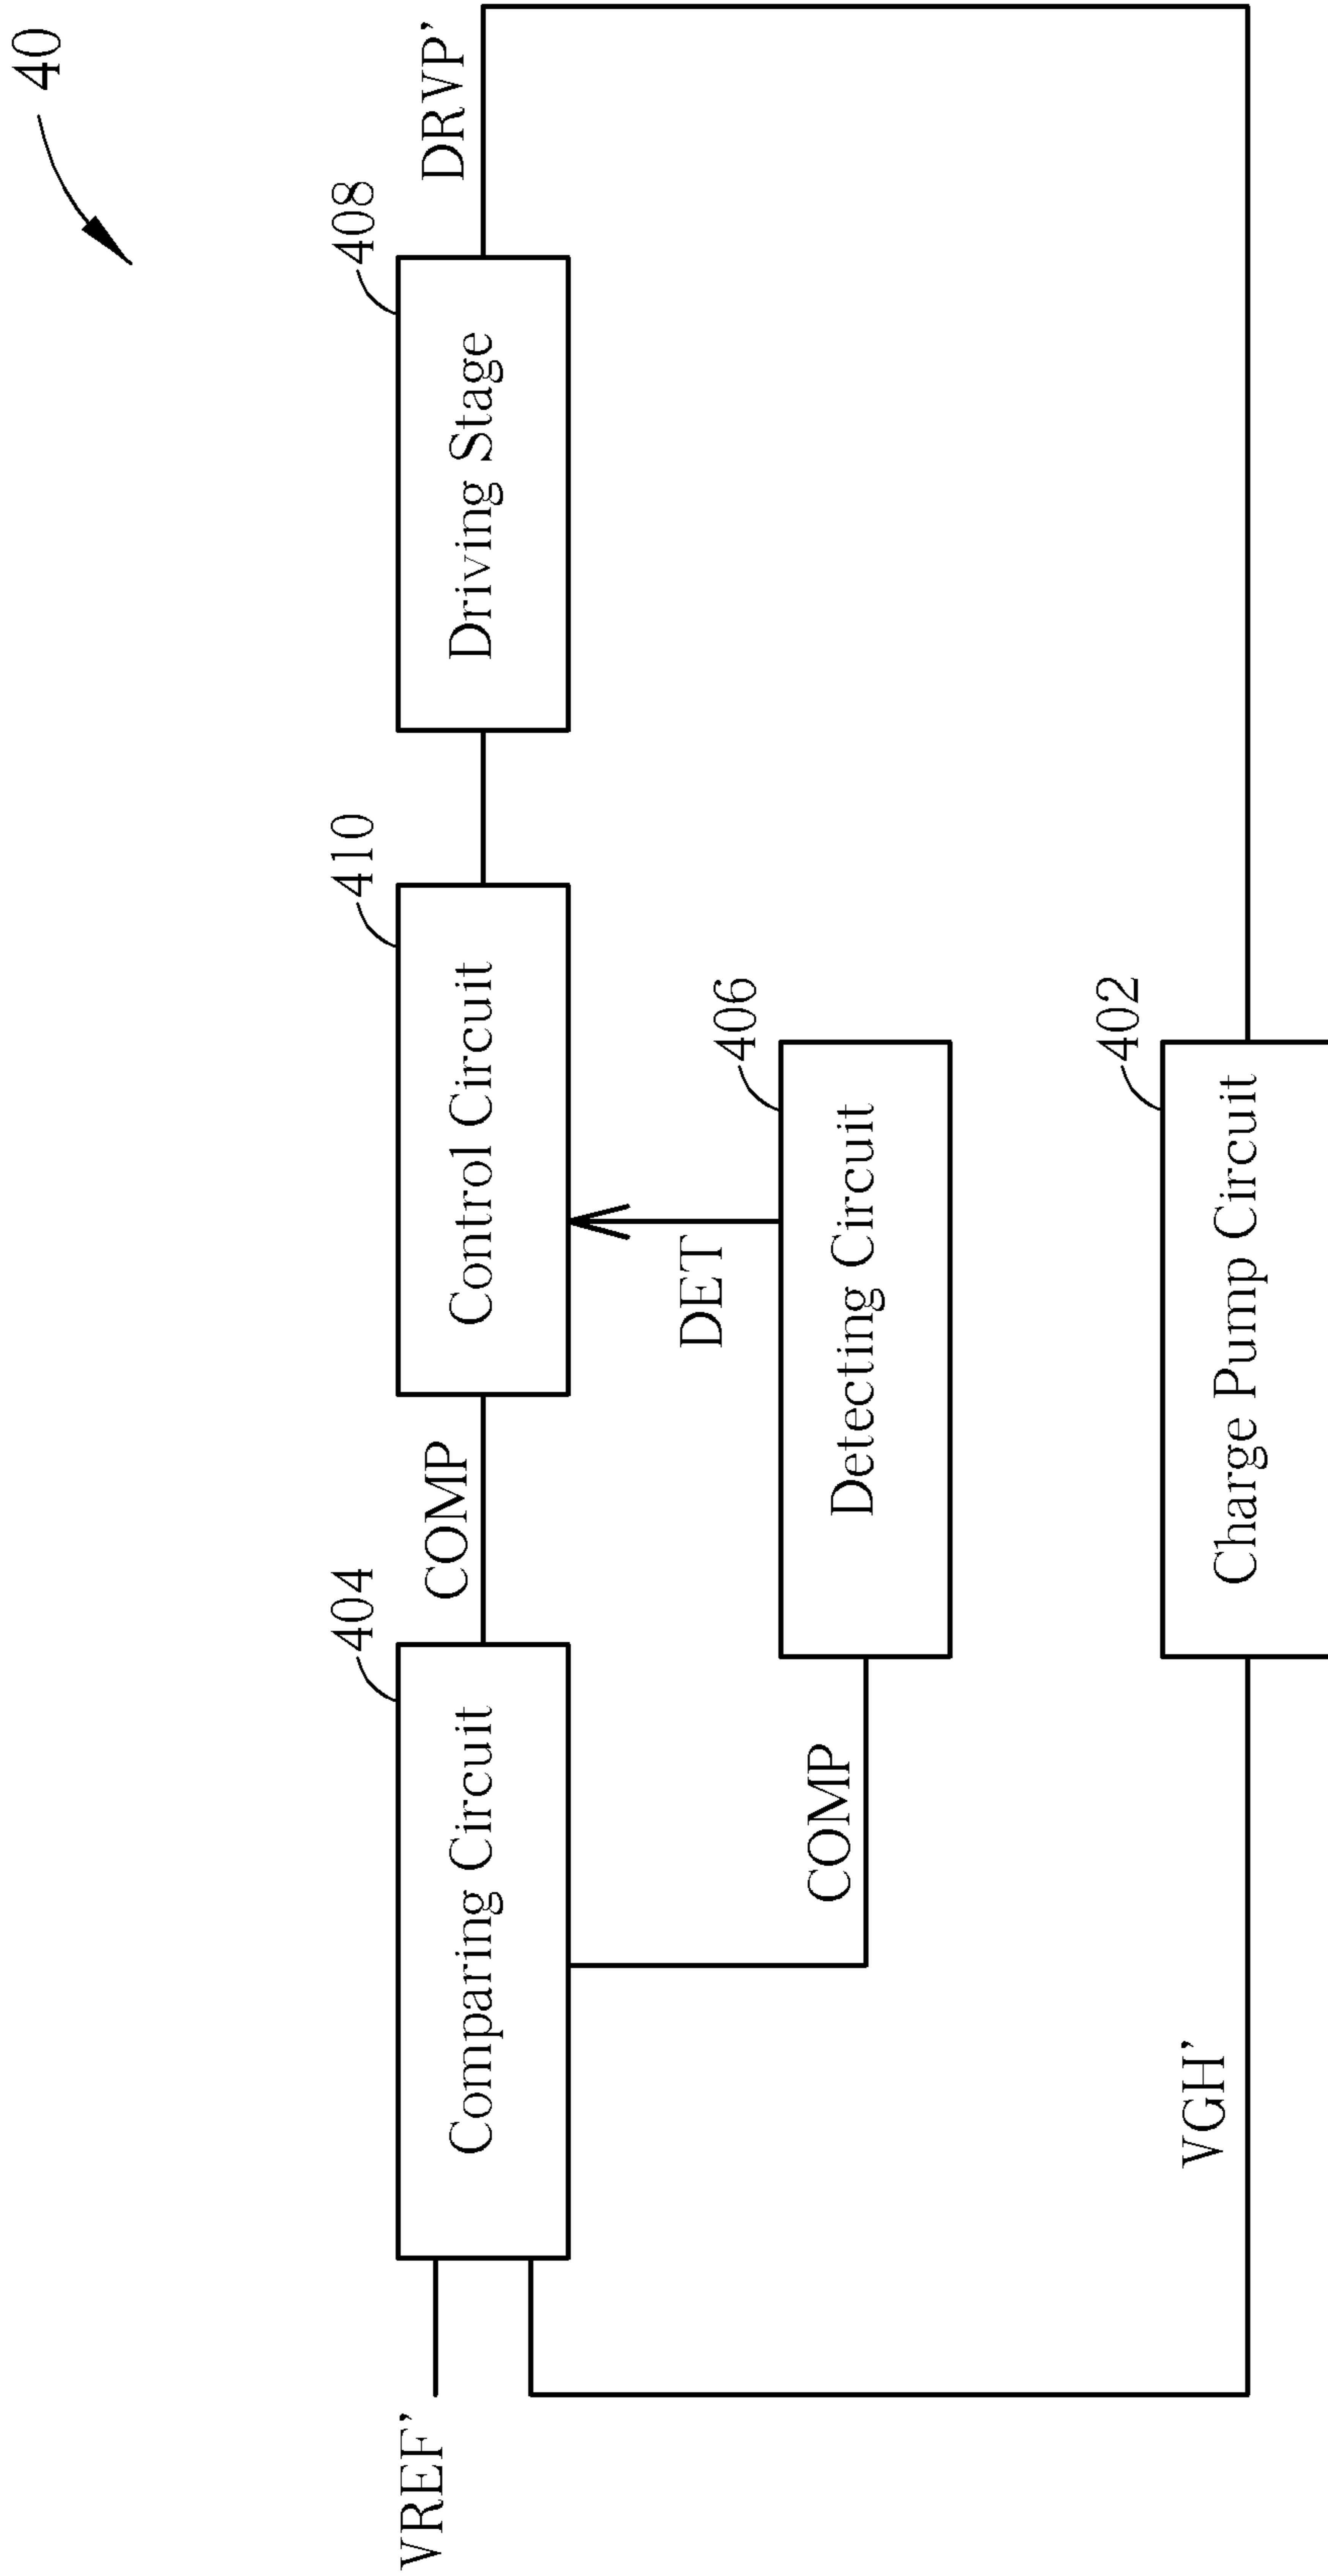 40
404
410
408
VREF'
Comparing Circuit
COMP
Control Circuit
Driving Stage
DRVP'
DET
406
COMP
Detecting Circuit
402
VGH'
Charge Pump Circuit